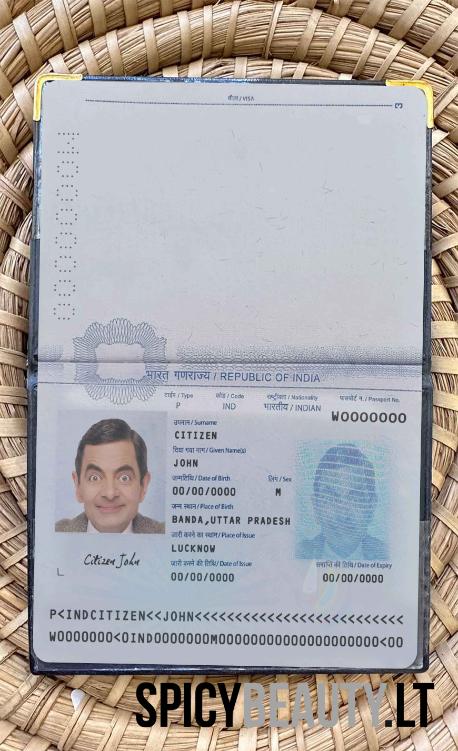 वीज़ा / VISA
3
W0000000
भारत गणराज्य / REPUBLIC OF INDIA
टाईप / Type
कोड / Code
राष्ट्रीयता / Nationality
पासपोर्ट न. / Passport No.
P
IND
भारतीय / INDIAN
W0000000
उपनाम / Surname
CITIZEN
दिया गया नाम / Given Name(s)
JOHN
जन्मतिथि / Date of Birth
लिंग / Sex
00/00/0000
M
जन्म स्थान / Place of Birth
BANDA,UTTAR PRADESH
जारी करने का स्थान / Place of Issue
LUCKNOW
जारी करने की तिथि / Date of Issue
समाप्ति की तिथि / Date of Expiry
00/00/0000
00/00/0000
Citizen John
P<INDCITIZEN<<JOHN<<<<<<<<<<<<<<<<<<<<<<<<<<
W0000000<0IND0000000M00000000000000000000<00
SPICYBEAUTY.LT